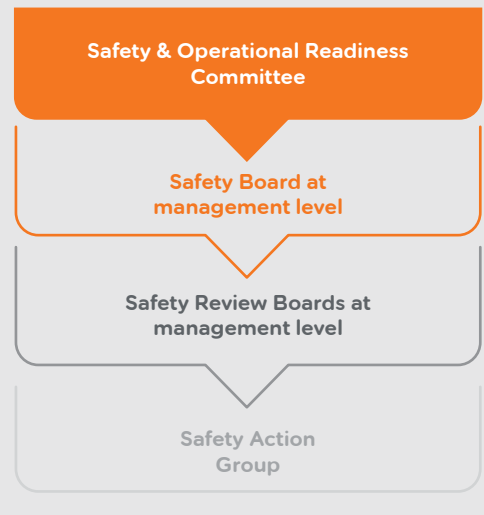 Safety & Operational Readiness
Committee
Safety Board at
management level
Safety Review Boards at
management level
Safety Action
Group